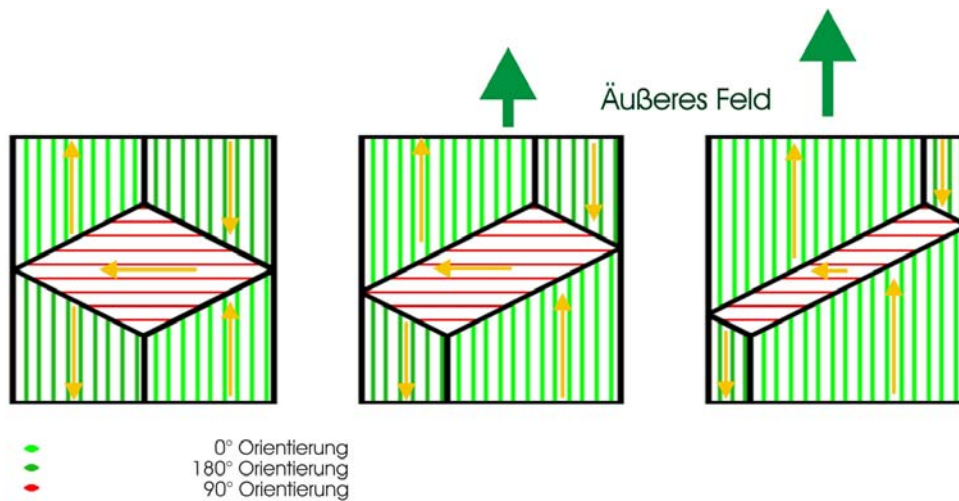 Äußeres Feld
0° Orientierung
180° Orientierung
90° Orientierung